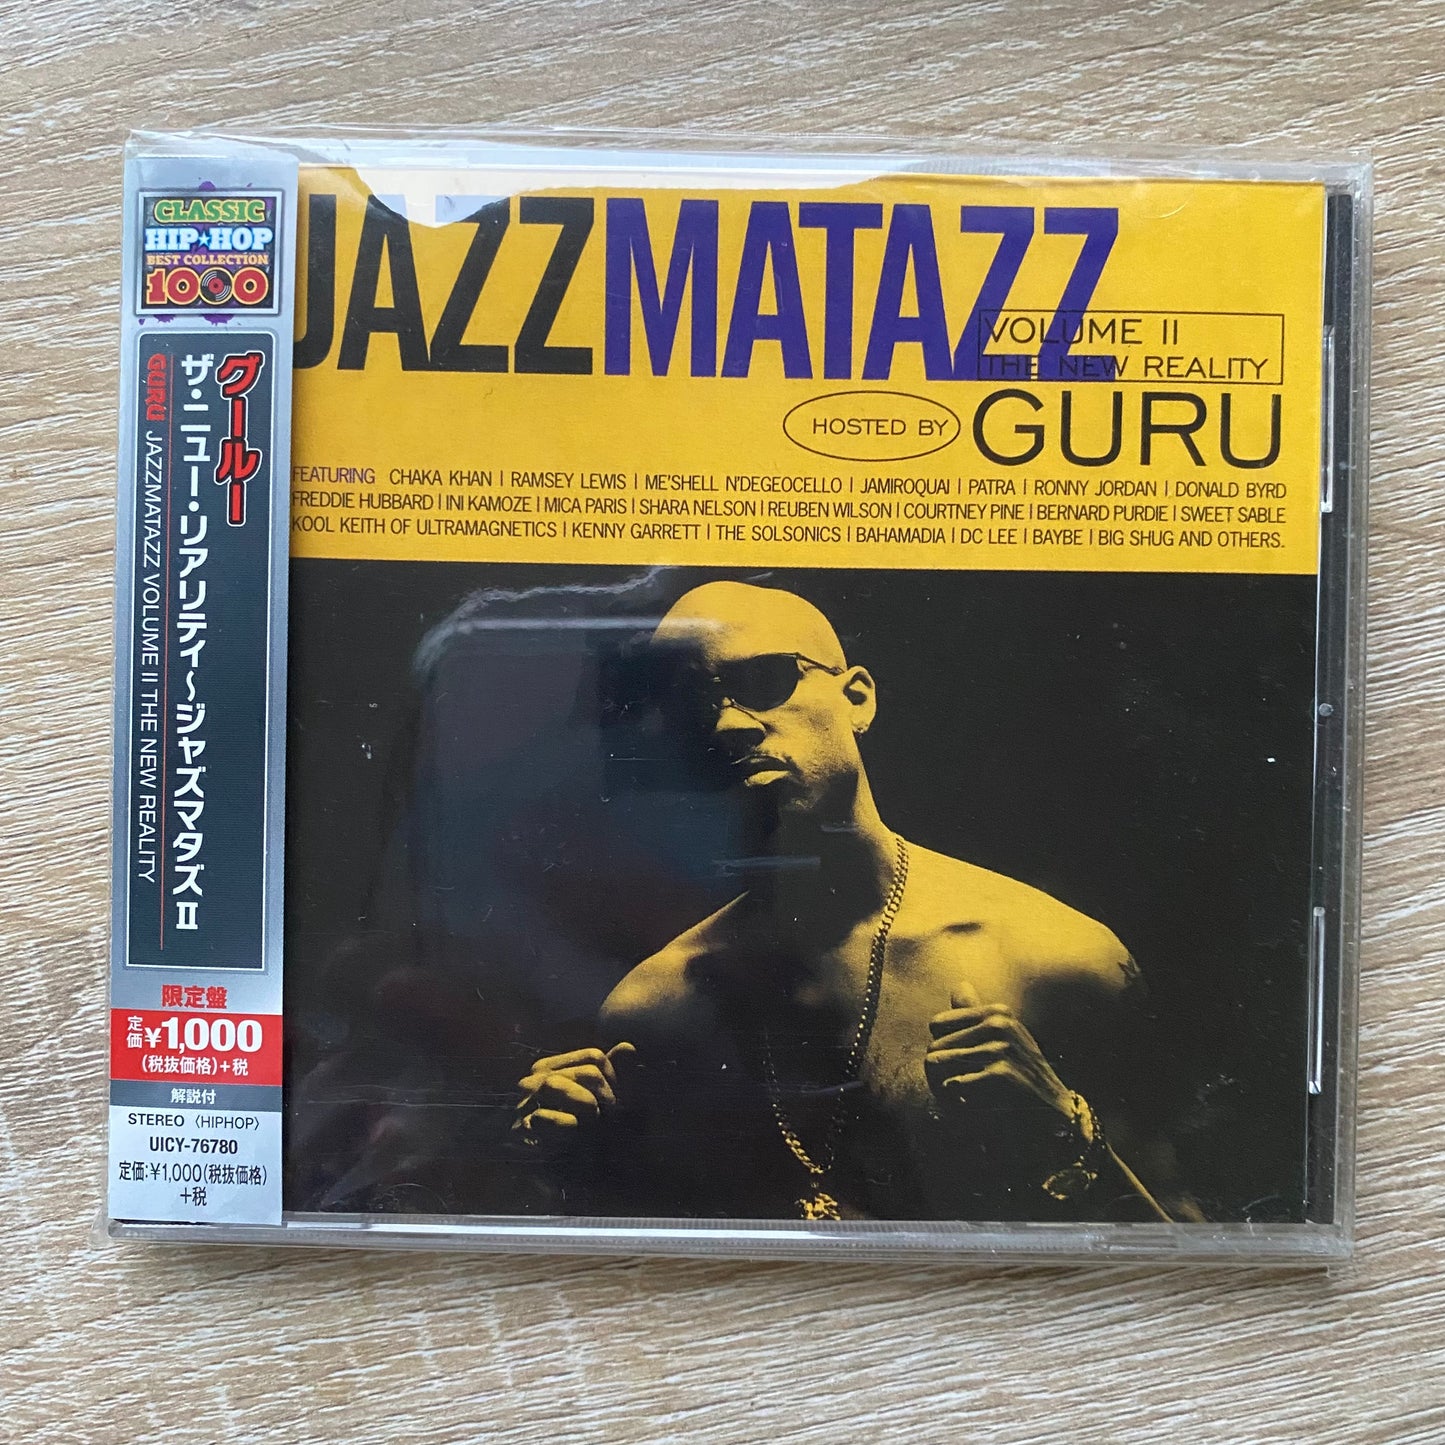 CLASSIC
HIP★HOP
BEST COLLECTION
1000
グールー
ザ・ニュー・リアリティ〜ジャズマタズ II
GURU JAZZMATAZZ VOLUME II THE NEW REALITY
限定盤
定価¥1,000
(税抜価格)+税
解説付
STEREO 〈HIPHOP〉
UICY-76780
定価:¥1,000(税抜価格)
+税
JAZZMATAZZ
VOLUME II
THE NEW REALITY
HOSTED BY GURU
FEATURING CHAKA KHAN | RAMSEY LEWIS | ME'SHELL N'DEGEOCELLO | JAMIROQUAI | PATRA | RONNY JORDAN | DONALD BYRD
FREDDIE HUBBARD | INI KAMOZE | MICA PARIS | SHARA NELSON | REUBEN WILSON | COURTNEY PINE | BERNARD PURDIE | SWEET SABLE
KOOL KEITH OF ULTRAMAGNETICS | KENNY GARRETT | THE SOLSONICS | BAHAMADIA | DC LEE | BAYBE | BIG SHUG AND OTHERS.